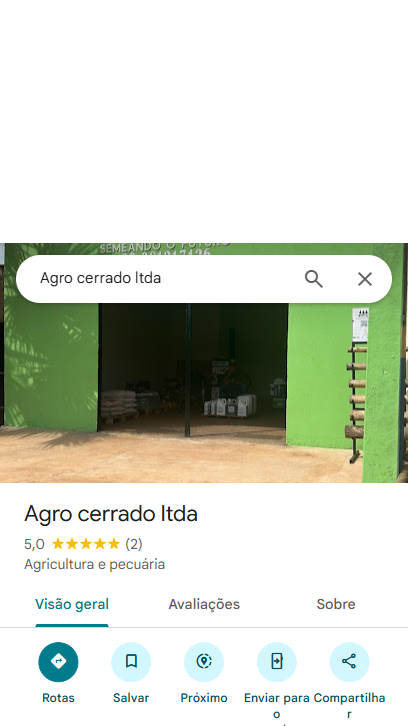 SEMEANDO O FUTURO
Agro cerrado ltda
Agro cerrado ltda
5,0 (2)
Agricultura e pecuária
Visão geral Avaliações Sobre
Rotas Salvar Próximo Enviar para o Compartilhar